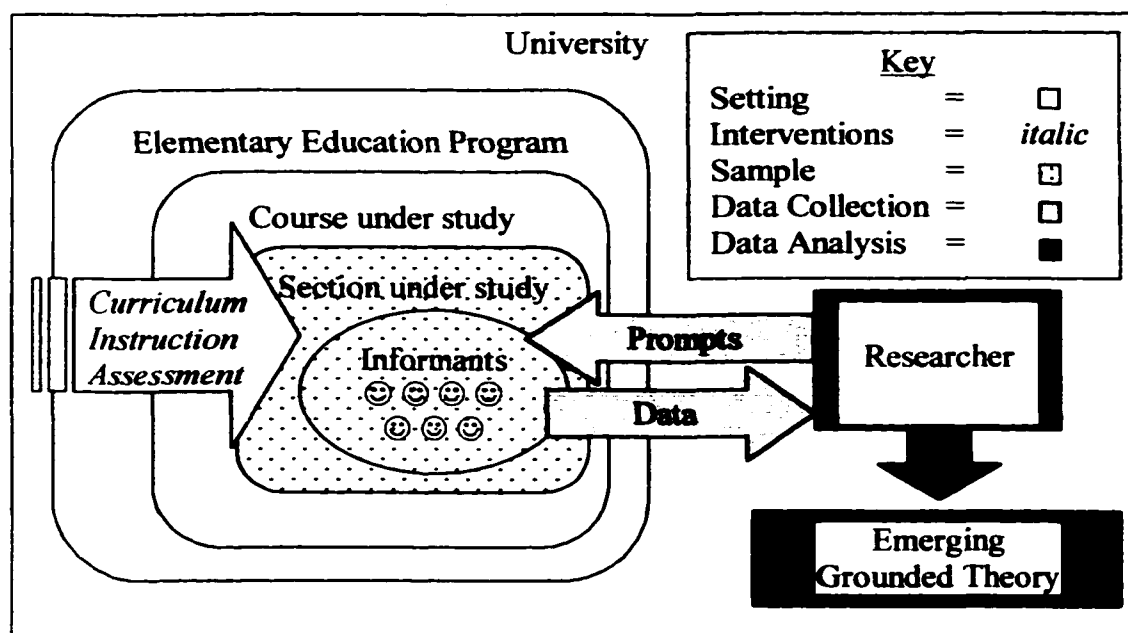 University
Key
Setting = □
Interventions = italic
Sample = ⊡
Data Collection = □
Data Analysis = ■
Elementary Education Program
Course under study
Section under study
Curriculum
Instruction
Assessment
Informants
Prompts
Data
Researcher
Emerging
Grounded Theory